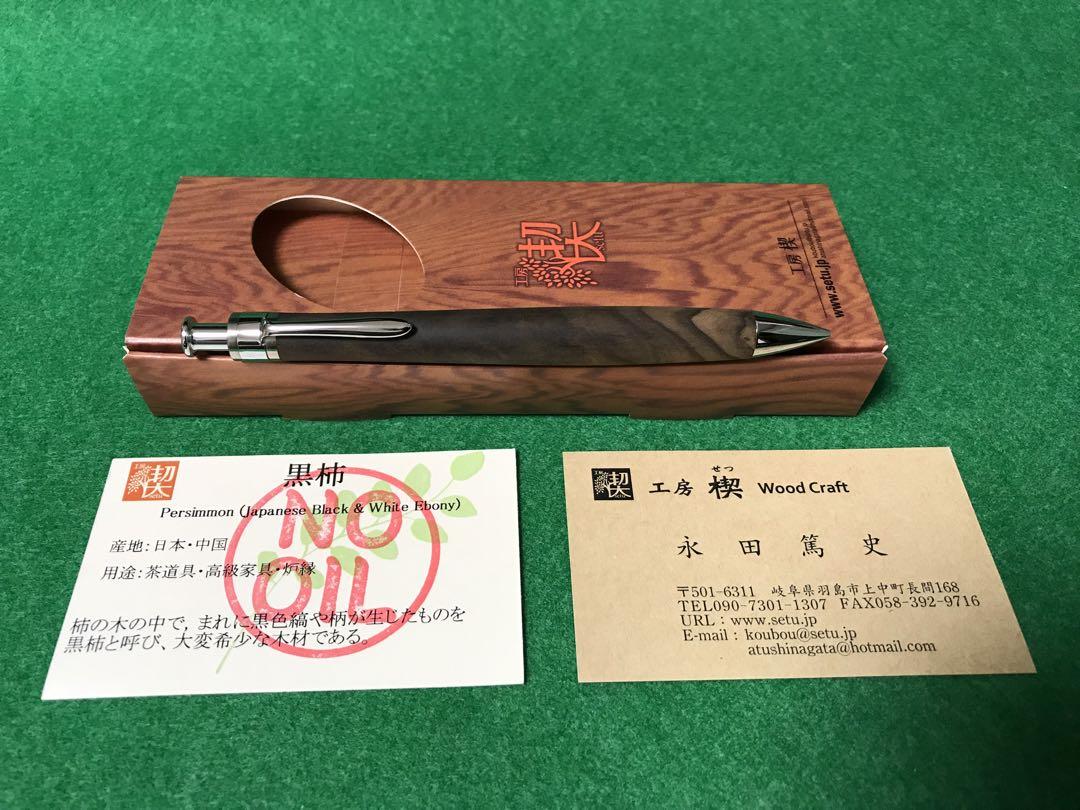 工房
楔
setu
工房 楔
www.setu.jp
工房
楔
黒柿
Persimmon (Japanese Black & White Ebony)
NO
OIL
産地:日本・中国
用途:茶道具・高級家具・炉縁
柿の木の中で,まれに黒色縞や柄が生じたものを
黒柿と呼び、大変希少な木材である。
せつ
工房 楔 Wood Craft
永田篤史
〒501-6311 岐阜県羽島市上中町長間168
TEL090-7301-1307 FAX058-392-9716
URL : www.setu.jp
E-mail : koubou@setu.jp
atushinagata@hotmail.com